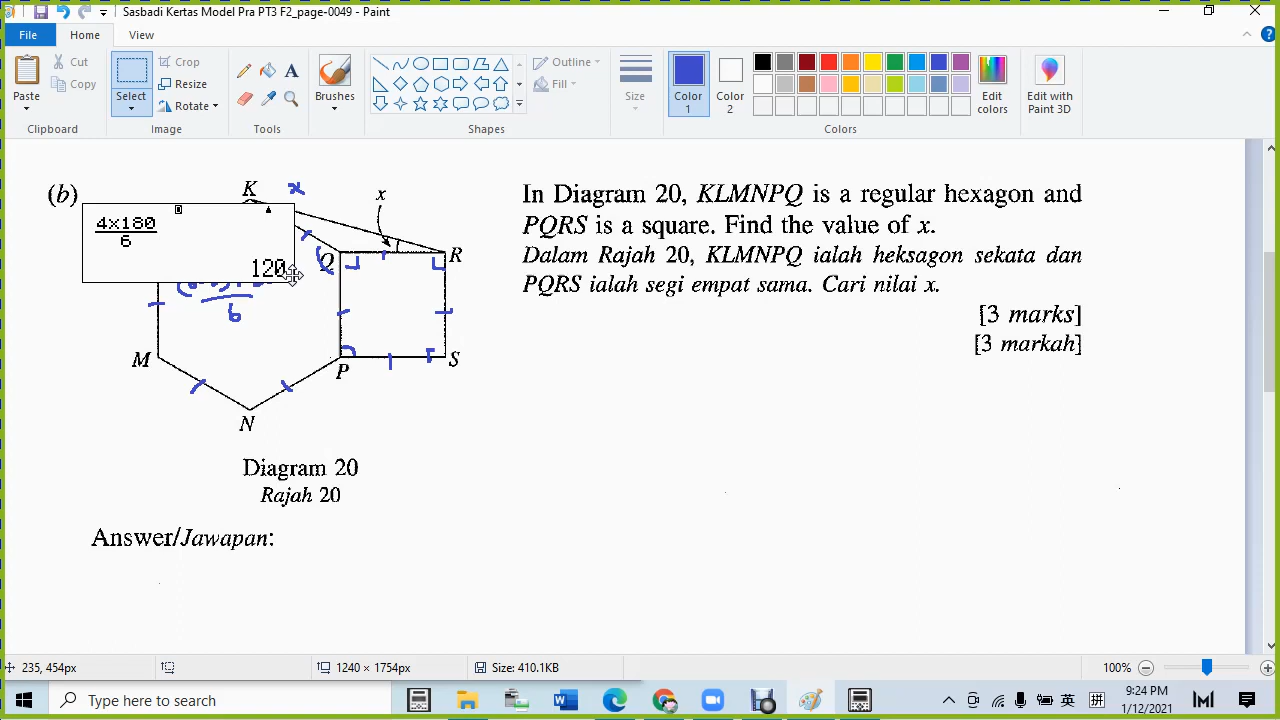 Sasbadi Kertas Model Pra PT3 F2_page-0049 - Paint
File Home View
Paste
Cut
Copy
Clipboard
Select
Crop
Resize
Rotate
Image
Tools
Brushes
Shapes
Outline
Fill
Size
Color 1
Color 2
Colors
Edit colors
Edit with Paint 3D
(b)
K
x
x
4x180
6
120
6
Q
R
M
P
S
N
Diagram 20
Rajah 20
In Diagram 20, KLMNPQ is a regular hexagon and
PQRS is a square. Find the value of x.
Dalam Rajah 20, KLMNPQ ialah heksagon sekata dan
PQRS ialah segi empat sama. Cari nilai x.
[3 marks]
[3 markah]
Answer/Jawapan:
235, 454px
1240 × 1754px
Size: 410.1KB
100%
Type here to search
英
拼
9:24 PM
1/12/2021